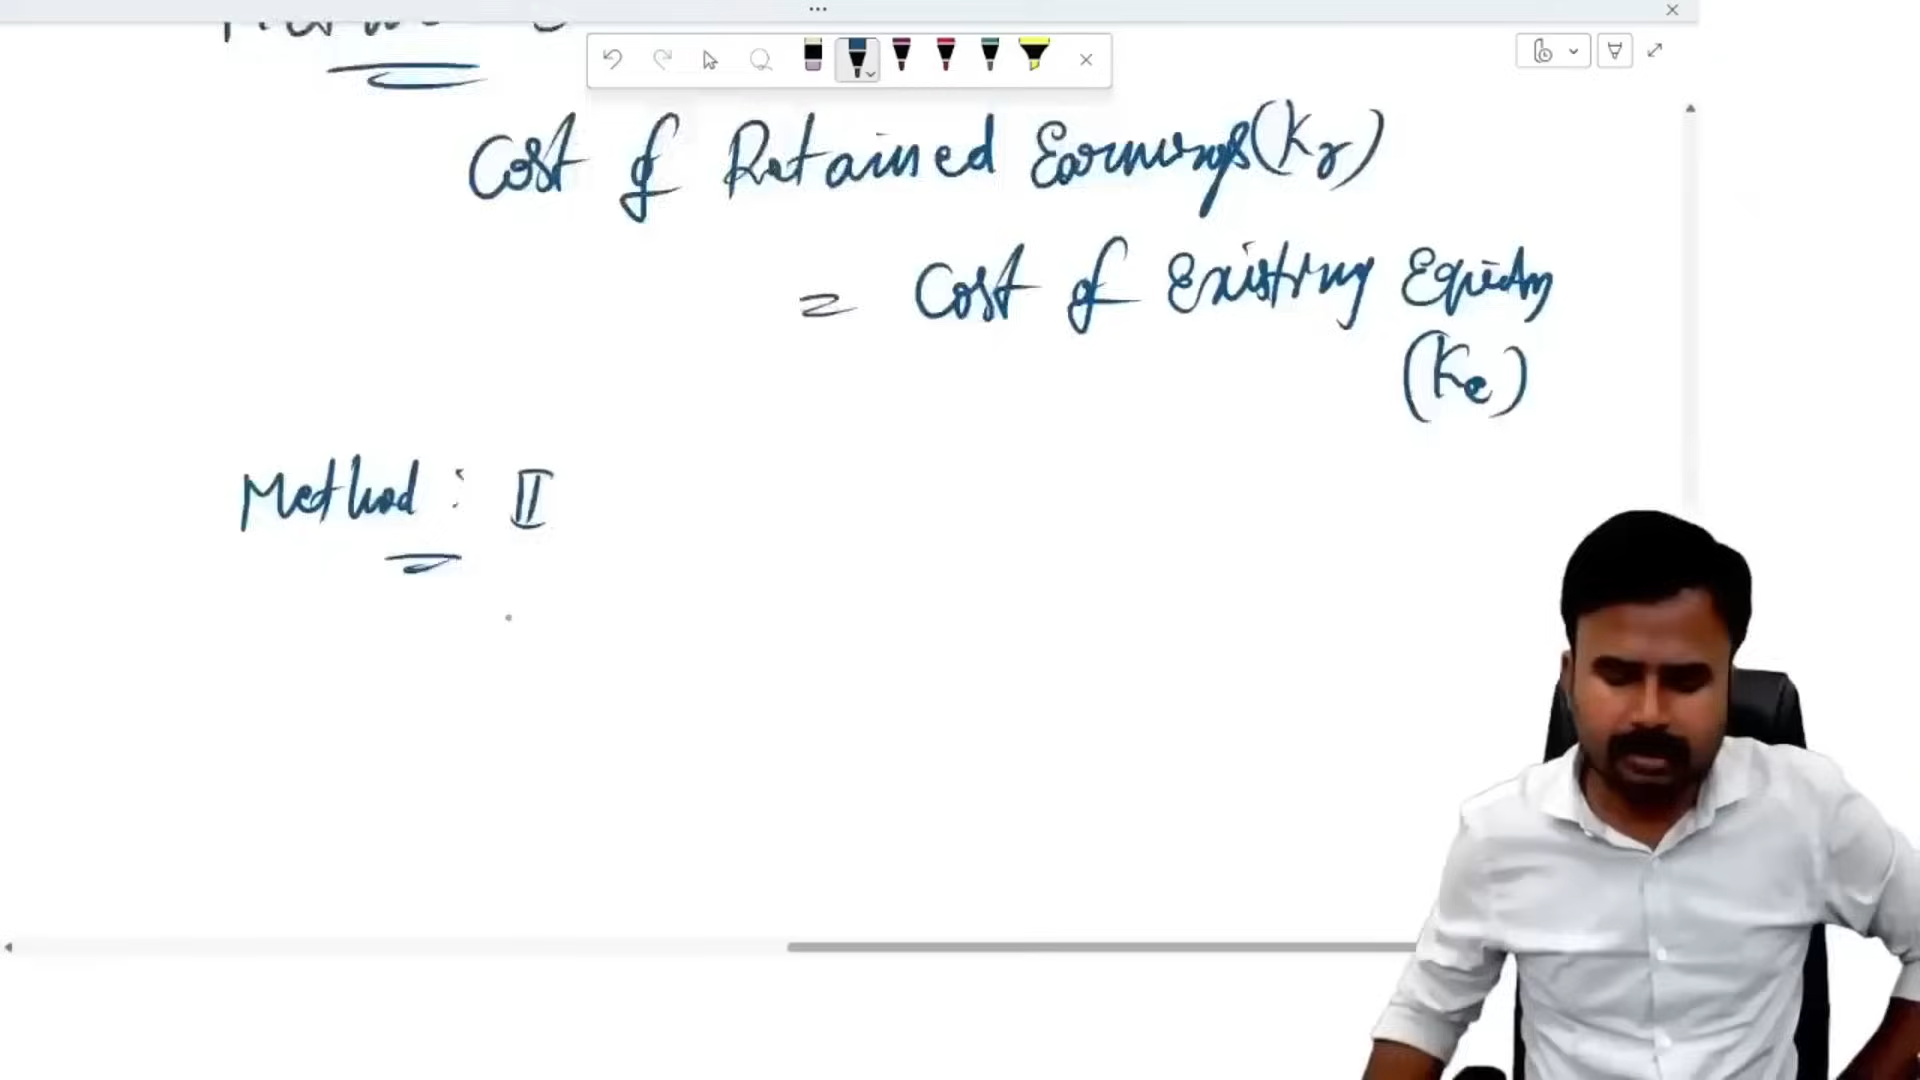 Cost of Retained Earnings (Kr)
= Cost of Existing Equity
(Ke)
Method : II